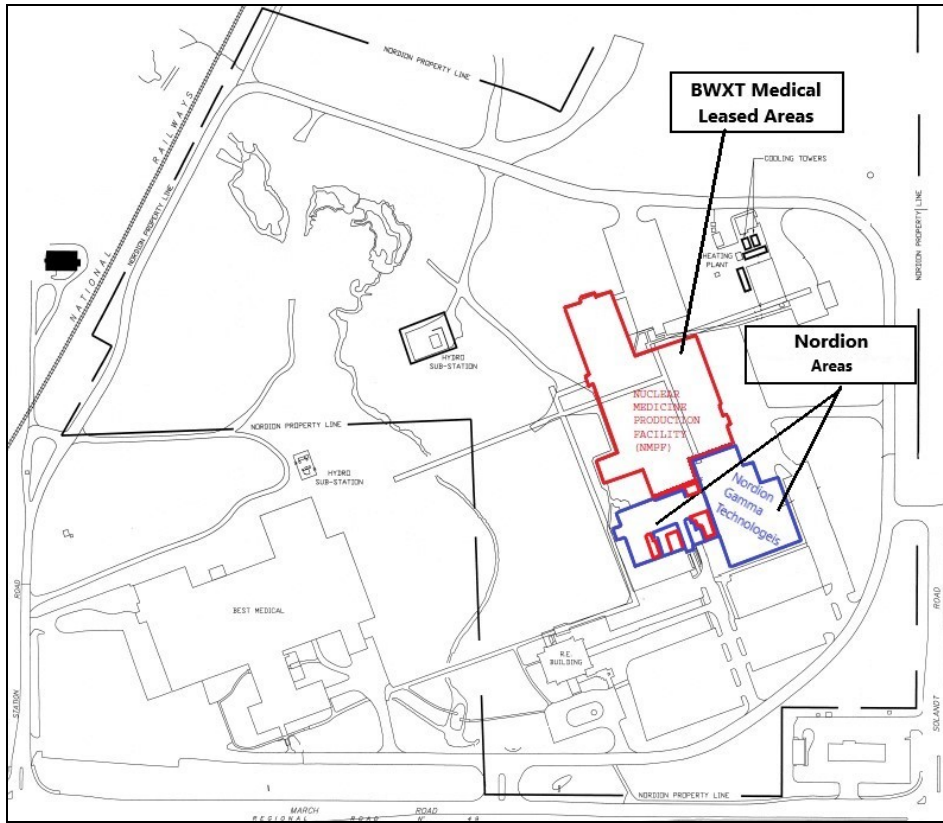 NORDION PROPERTY LINE
BWXT Medical
Leased Areas
NATIONAL RAILWAYS
NORDION PROPERTY LINE
COOLING TOWERS
NORDION PROPERTY LINE
HEATING
PLANT
HYDRO
SUB-STATION
Nordion
Areas
NUCLEAR
MEDICINE
PRODUCTION
FACILITY
(NMPF)
NORDION PROPERTY LINE
HYDRO
SUB-STATION
Nordion
Gamma
Technologeis
BEST MEDICAL
R.E.
BUILDING
STATION ROAD
SOLANDT ROAD
NORDION PROPERTY LINE
MARCH ROAD
REGIONAL ROAD Nº 49